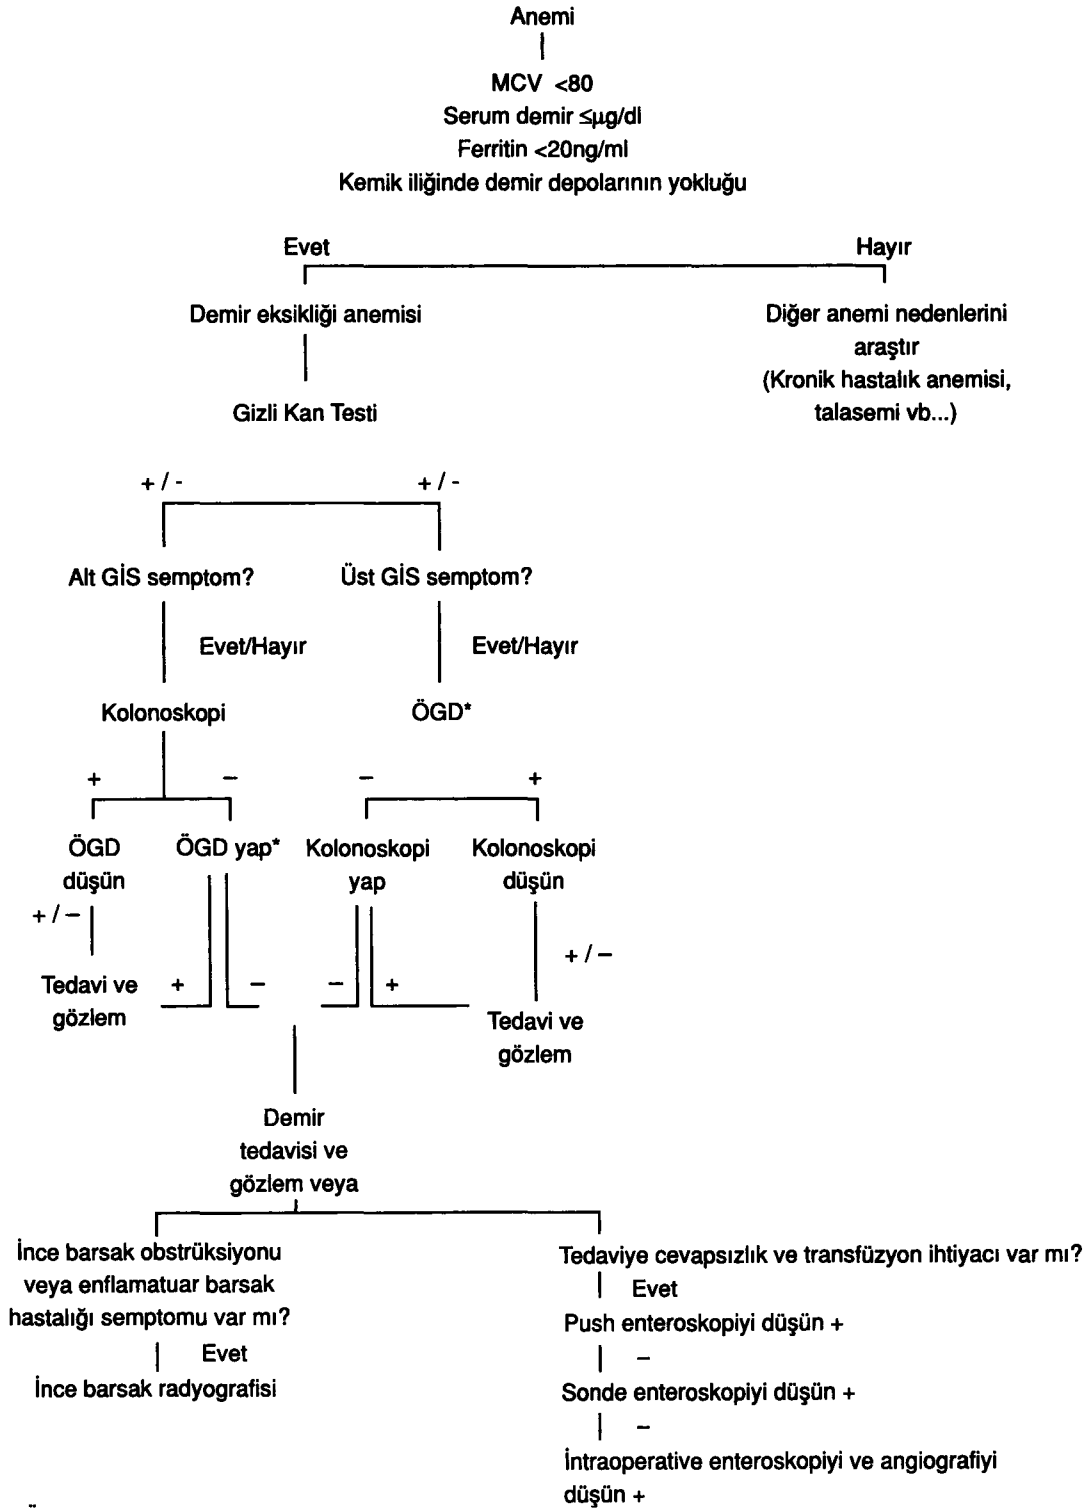 Anemi
MCV <80
Serum demir ≤µg/dl
Ferritin <20ng/ml
Kemik iliğinde demir depolarının yokluğu
Evet Hayır
Demir eksikliği anemisi
Diğer anemi nedenlerini
araştır
(Kronik hastalık anemisi,
talasemi vb...)
Gizli Kan Testi
+ / - + / -
Alt GİS semptom? Üst GİS semptom?
Evet/Hayır Evet/Hayır
Kolonoskopi ÖGD*
+ – – +
ÖGD
düşün
ÖGD yap*
Kolonoskopi
yap
Kolonoskopi
düşün
+ / –
+ / –
Tedavi ve
gözlem
+ – – +
Tedavi ve
gözlem
Demir
tedavisi ve
gözlem veya
İnce barsak obstrüksiyonu
veya enflamatuar barsak
hastalığı semptomu var mı?
Evet
İnce barsak radyografisi
Tedaviye cevapsızlık ve transfüzyon ihtiyacı var mı?
Evet
Push enteroskopiyi düşün +
–
Sonde enteroskopiyi düşün +
–
İntraoperative enteroskopiyi ve angiografiyi
düşün +